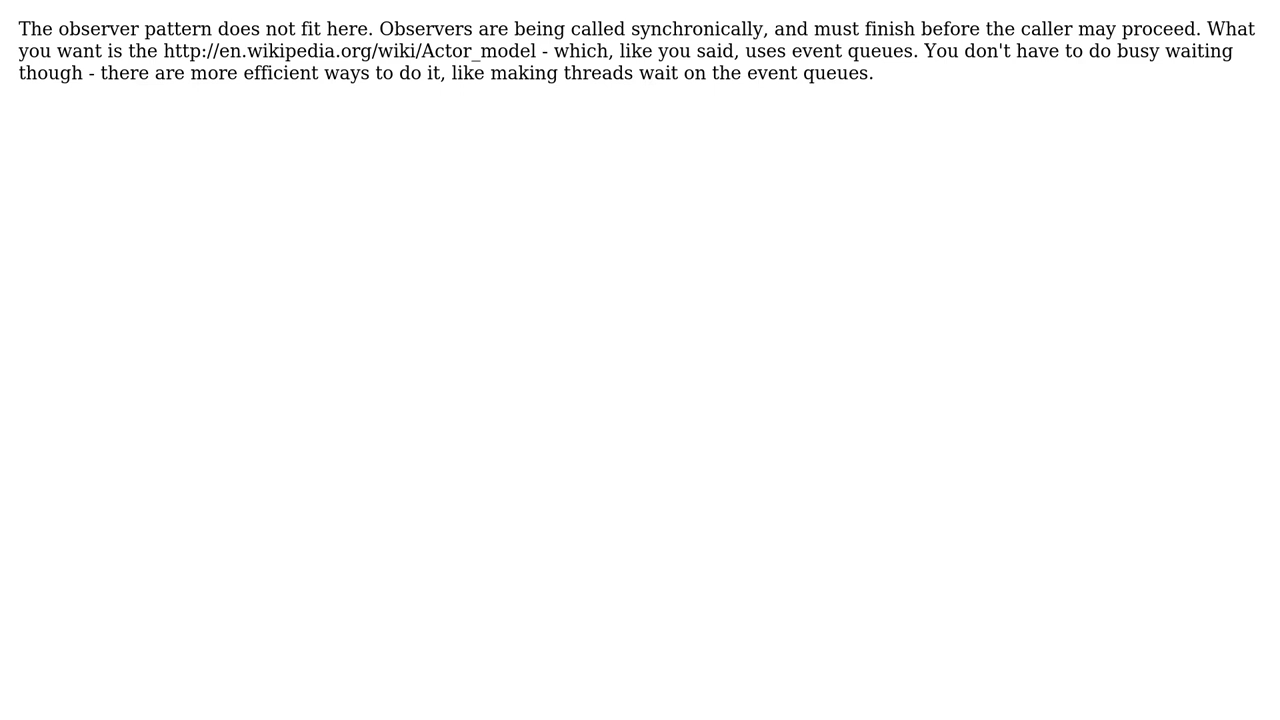 The observer pattern does not fit here. Observers are being called synchronically, and must finish before the caller may proceed. What
you want is the http://en.wikipedia.org/wiki/Actor_model - which, like you said, uses event queues. You don't have to do busy waiting
though - there are more efficient ways to do it, like making threads wait on the event queues.